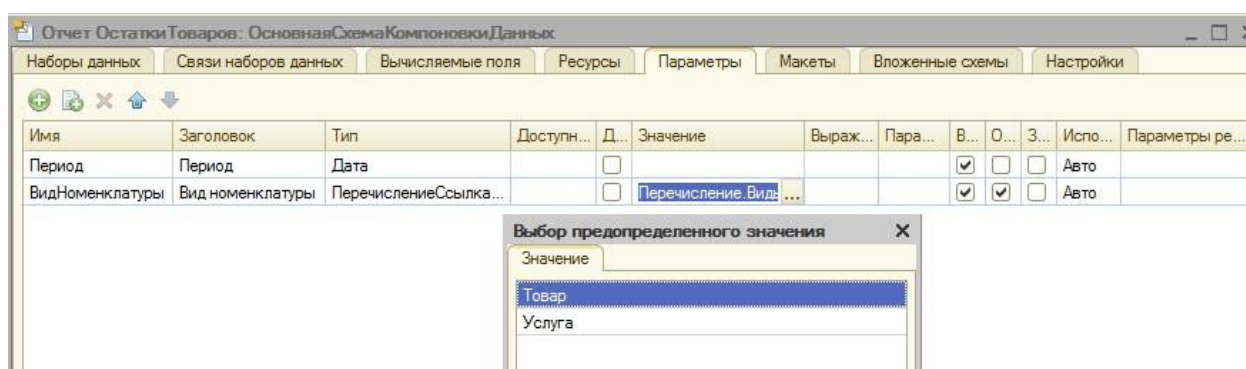 Отчет ОстаткиТоваров: ОсновнаяСхемаКомпоновкиДанных
Наборы данных Связи наборов данных Вычисляемые поля Ресурсы Параметры Макеты Вложенные схемы Настройки
Имя Заголовок Тип Доступн... Д... Значение Выраж... Пара... В... О... З... Испо... Параметры ре...
Период Период Дата Авто
ВидНоменклатуры Вид номенклатуры ПеречислениеСсылка... Перечисление.Видь ... Авто
Выбор предопределенного значения
Значение
Товар
Услуга